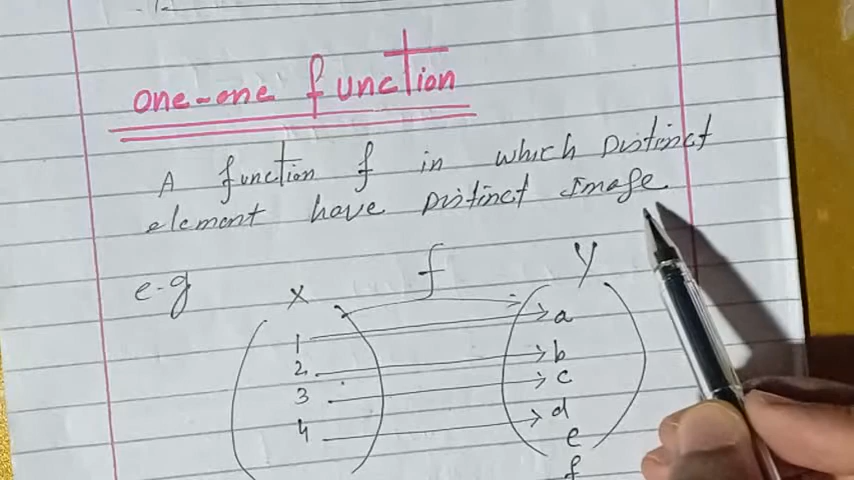 one-one function
A function f in which Distinct
element have Distinct Image
e-g
X f Y
1 a
2 b
3 c
4 d
e
f